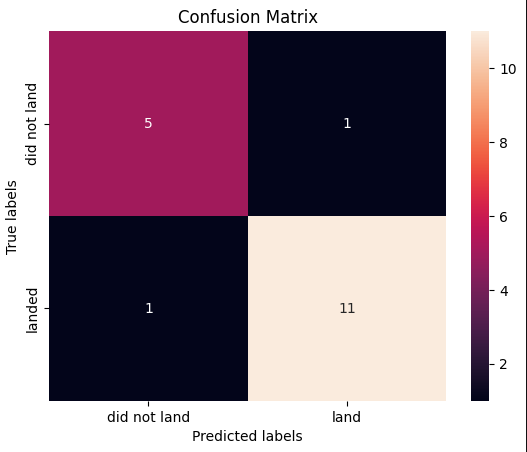 Confusion Matrix
True labels
did not land
landed
5
1
1
11
did not land
land
Predicted labels
10
8
6
4
2